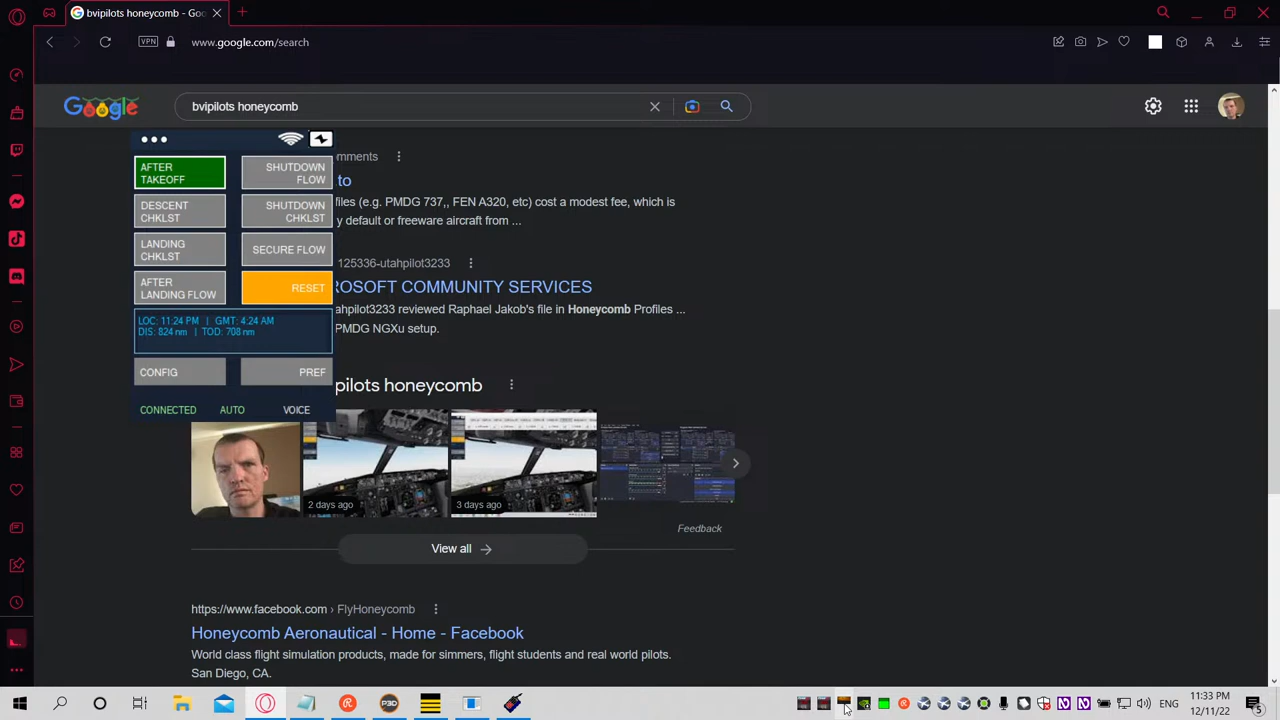 bvipilots honeycomb - Goo
VPN
www.google.com/search
Google
bvipilots honeycomb
AFTER
TAKEOFF
SHUTDOWN
FLOW
DESCENT
CHKLST
SHUTDOWN
CHKLST
LANDING
CHKLST
SECURE FLOW
AFTER
LANDING FLOW
RESET
LOC: 11:24 PM | GMT: 4:24 AM
DIS: 824 nm | TOD: 708 nm
CONFIG
PREF
CONNECTED
AUTO
VOICE
mments
to
files (e.g. PMDG 737,, FEN A320, etc) cost a modest fee, which is
y default or freeware aircraft from ...
125336-utahpilot3233
ROSOFT COMMUNITY SERVICES
ahpilot3233 reviewed Raphael Jakob's file in Honeycomb Profiles ...
PMDG NGXu setup.
pilots honeycomb
2 days ago
3 days ago
Feedback
View all
https://www.facebook.com › FlyHoneycomb
Honeycomb Aeronautical - Home - Facebook
World class flight simulation products, made for simmers, flight students and real world pilots.
San Diego, CA.
P3D
ENG
11:33 PM
12/11/22
5